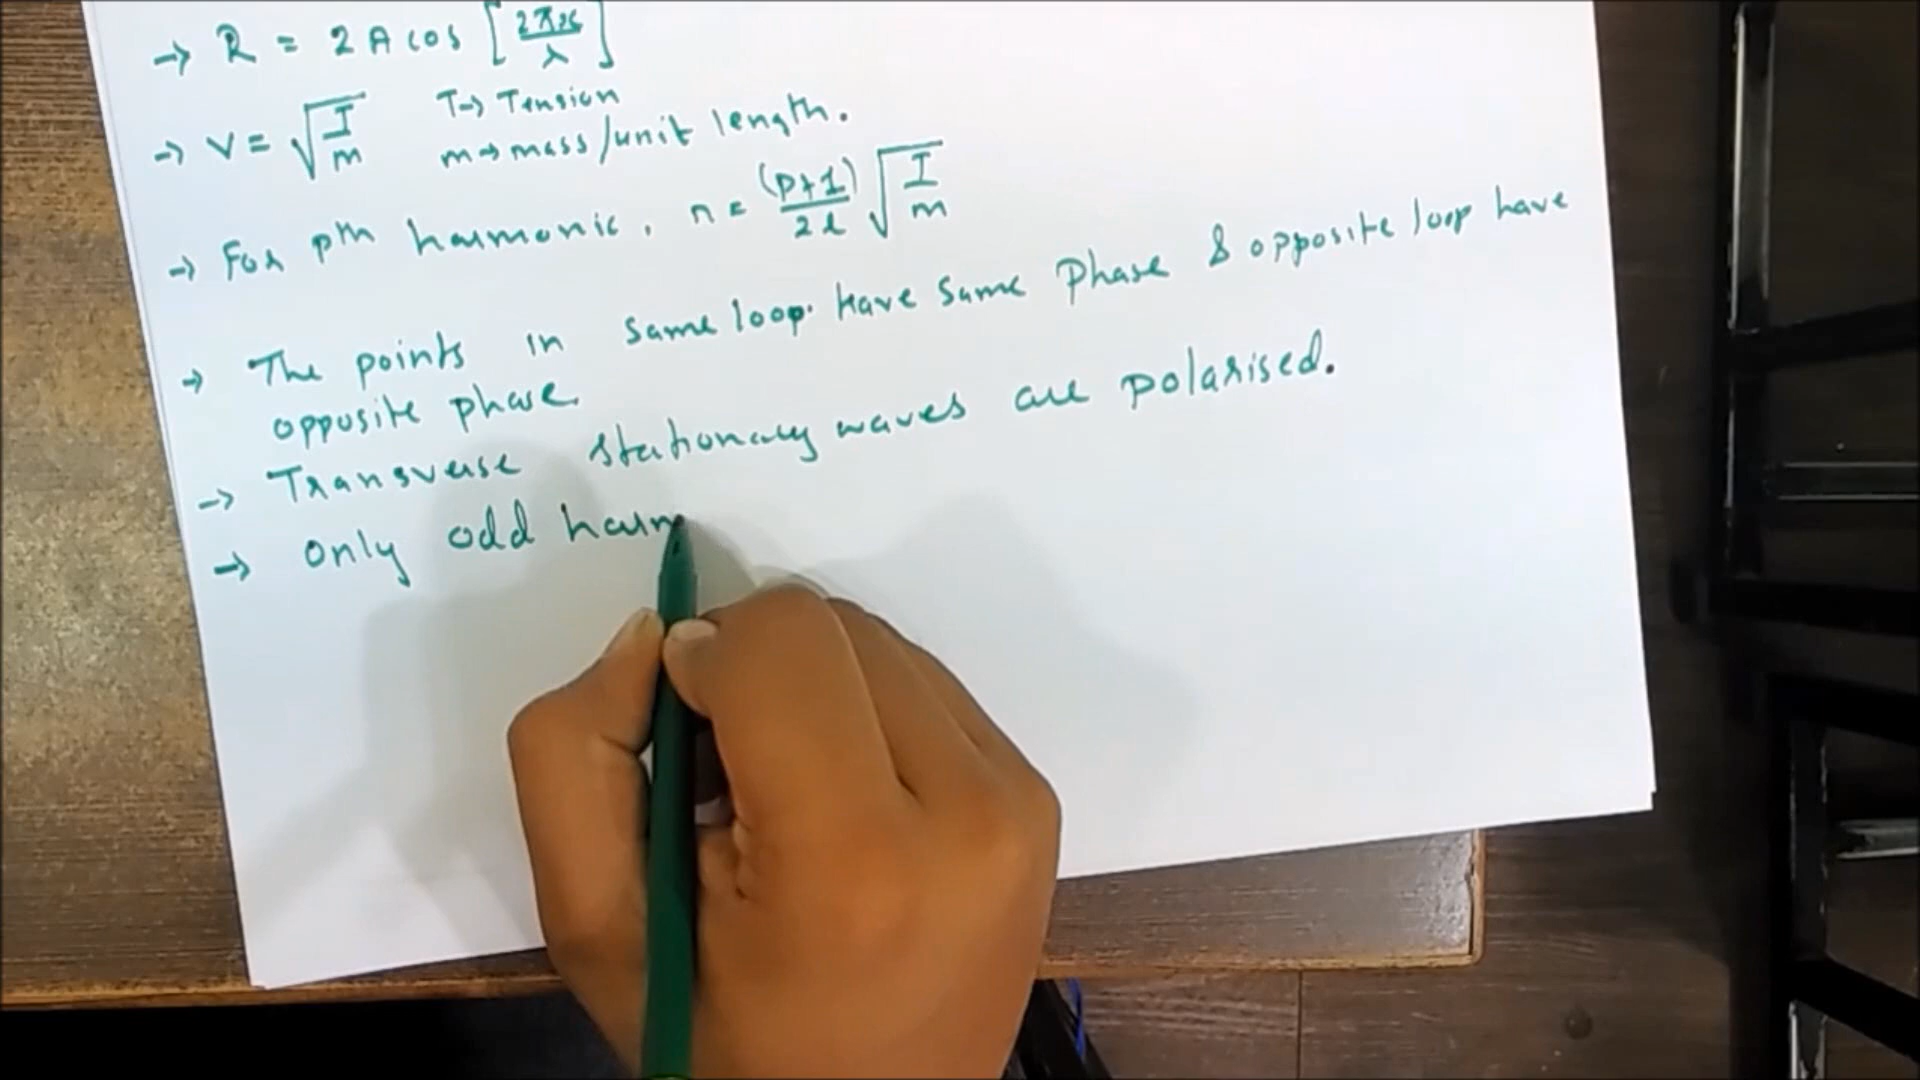 → R = 2A cos [2πx/λ]
→ V = √T/m T→ Tension
m→ mass/unit length.
→ For pth harmonic, n = (p+1)/2l √T/m
→ The points in same loop. have same Phase & opposite loop have
opposite phase.
→ Transverse stationary waves are polarised.
→ Only odd harm